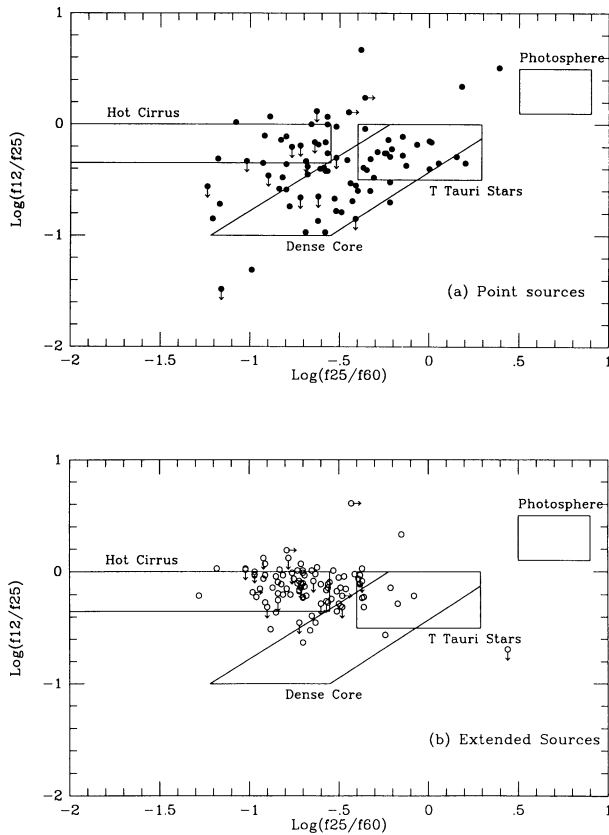 1
Photosphere
Hot Cirrus
0
Log(f12/f25)
T Tauri Stars
-1
Dense Core
(a) Point sources
-2
-2 -1.5 -1 -.5 0 .5 1
Log(f25/f60)
1
Photosphere
Hot Cirrus
0
Log(f12/f25)
T Tauri Stars
-1
Dense Core
(b) Extended Sources
-2
-2 -1.5 -1 -.5 0 .5 1
Log(f25/f60)